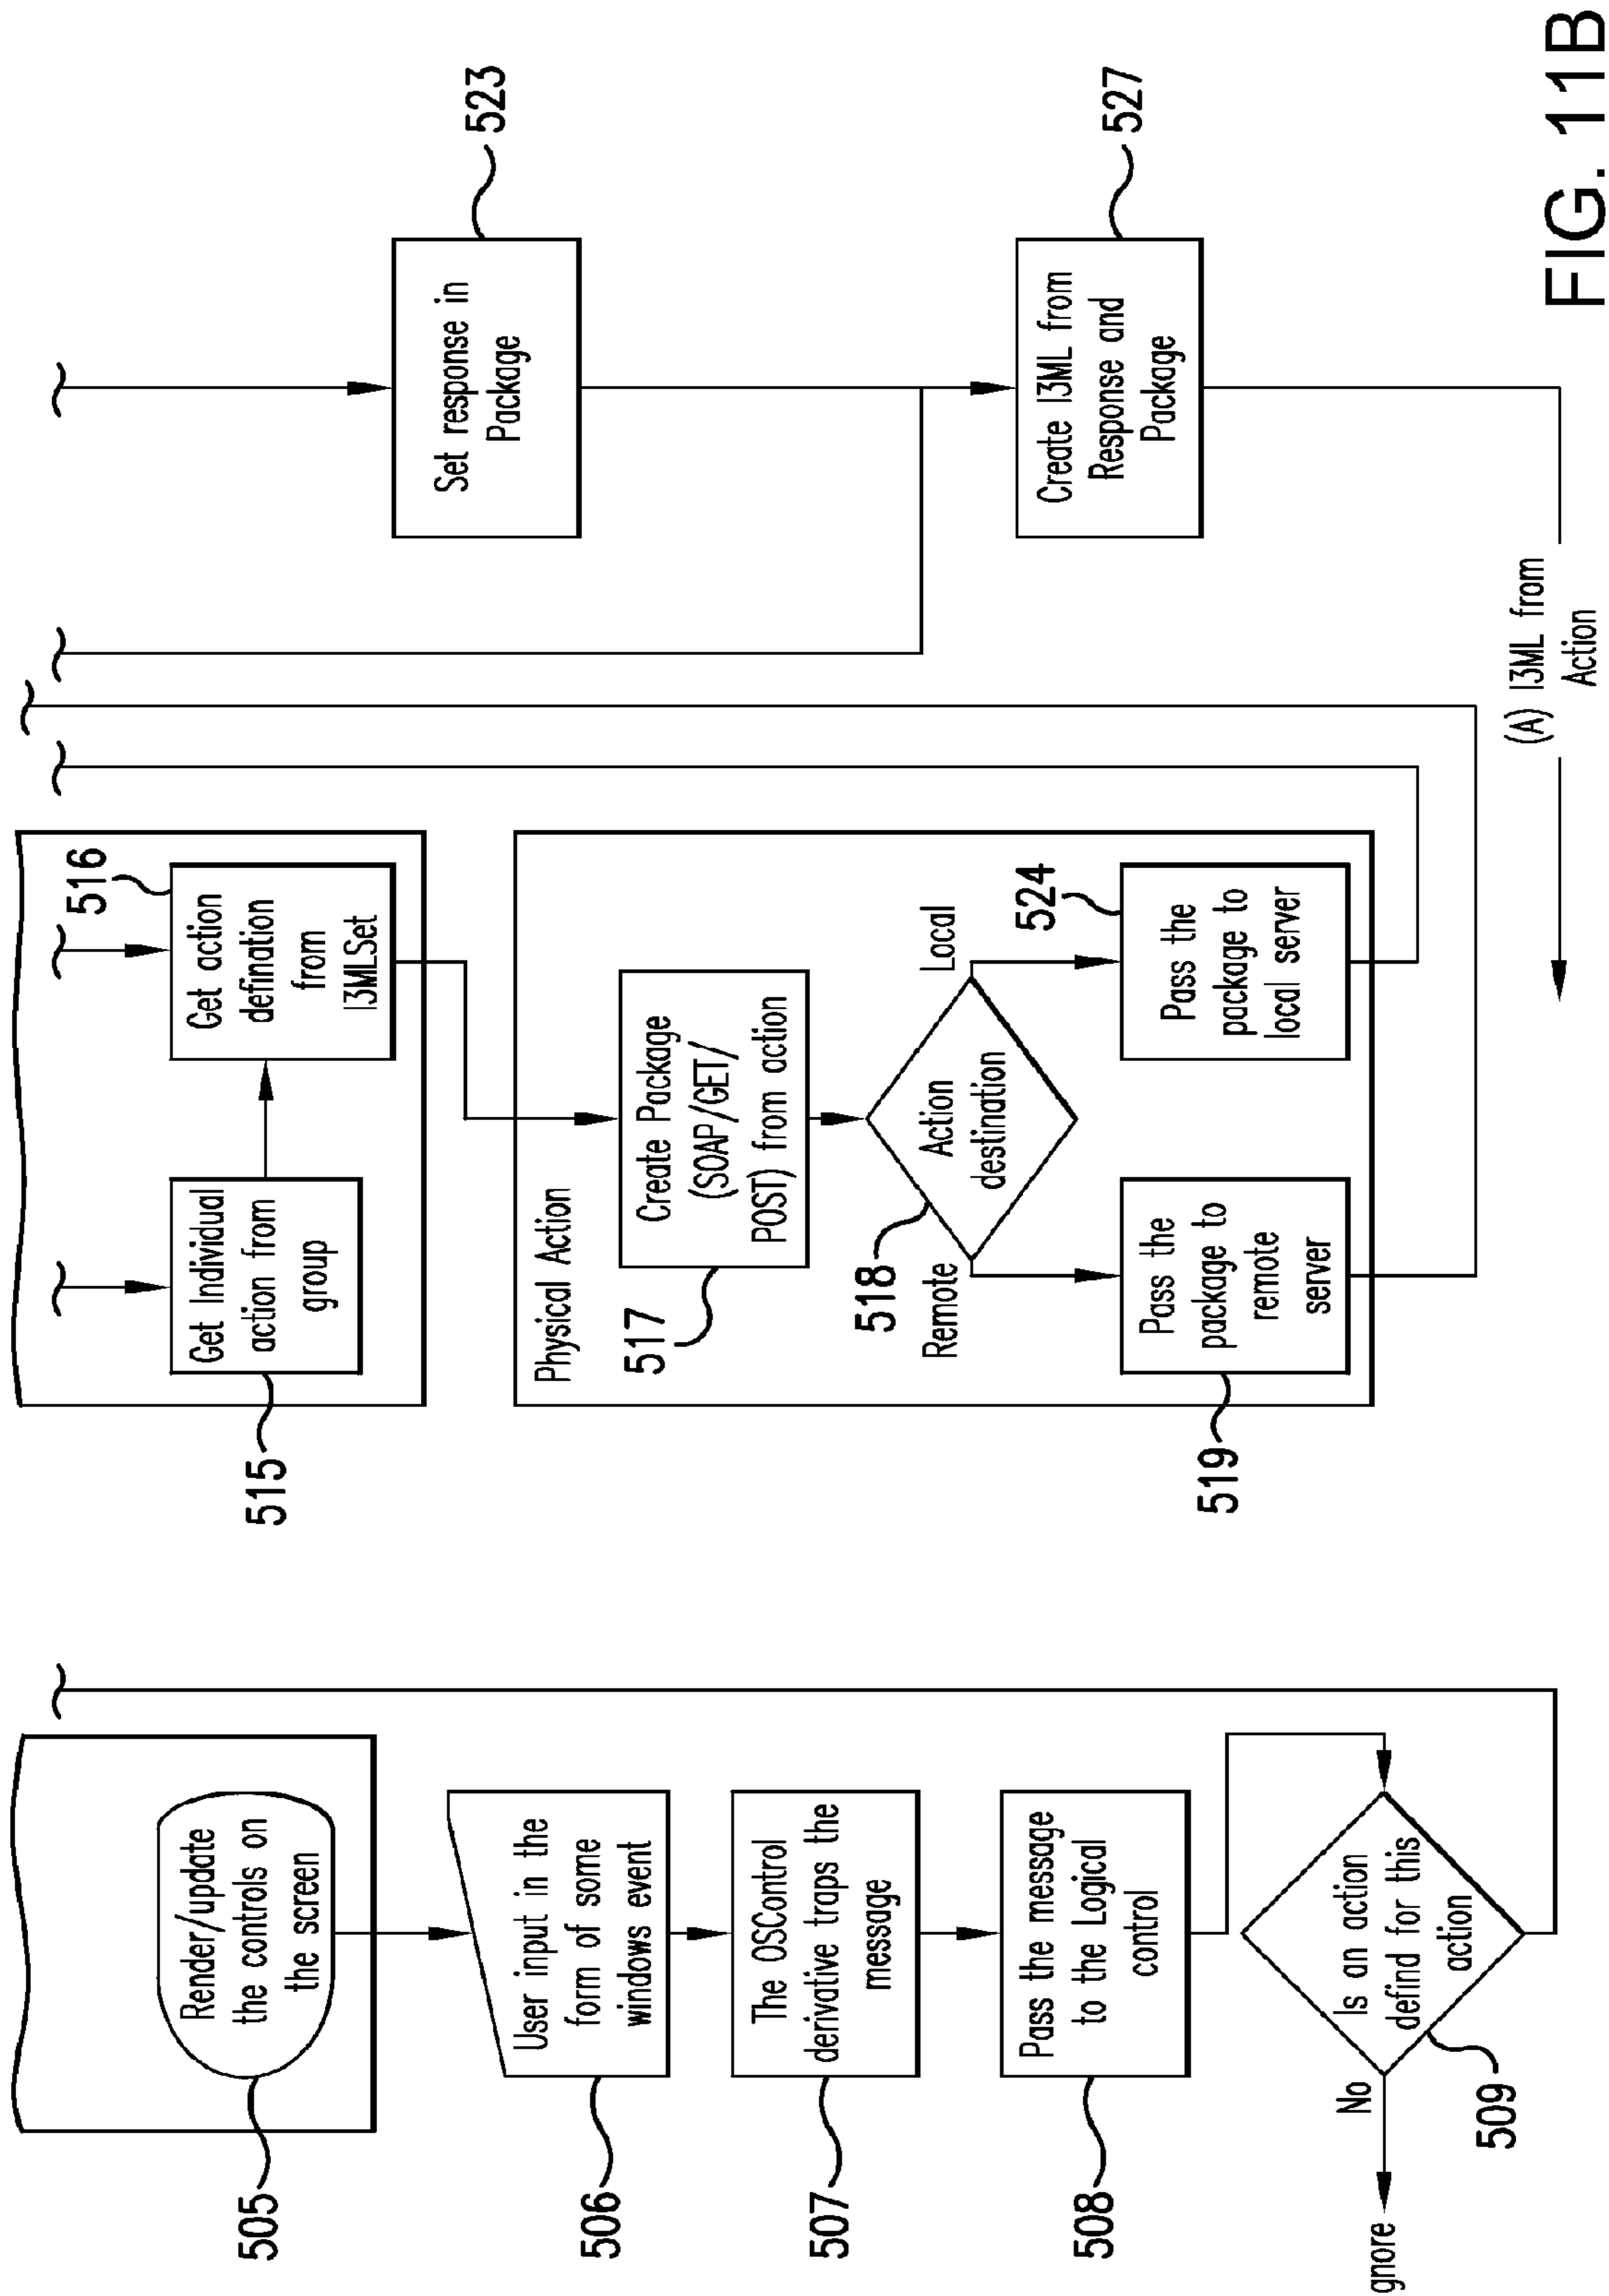 505
Render/update
the controls on
the screen
506
User input in the
form of some
windows event
507
The OSControl
derivative traps the
message
508
Pass the message
to the Logical
control
509
Is an action
defind for this
action
No
gnore
515
Get Individual
action from
group
516
Get action
defination
from
I3MLSet
Physical Action
517
Create Package
(SOAP/GET/
POST) from action
518
Action
destination
Remote
Local
519
Pass the
package to
remote
server
524
Pass the
package to
local server
523
Set response in
Package
527
Create I3ML from
Response and
Package
(A) I3ML from
Action
FIG. 11B